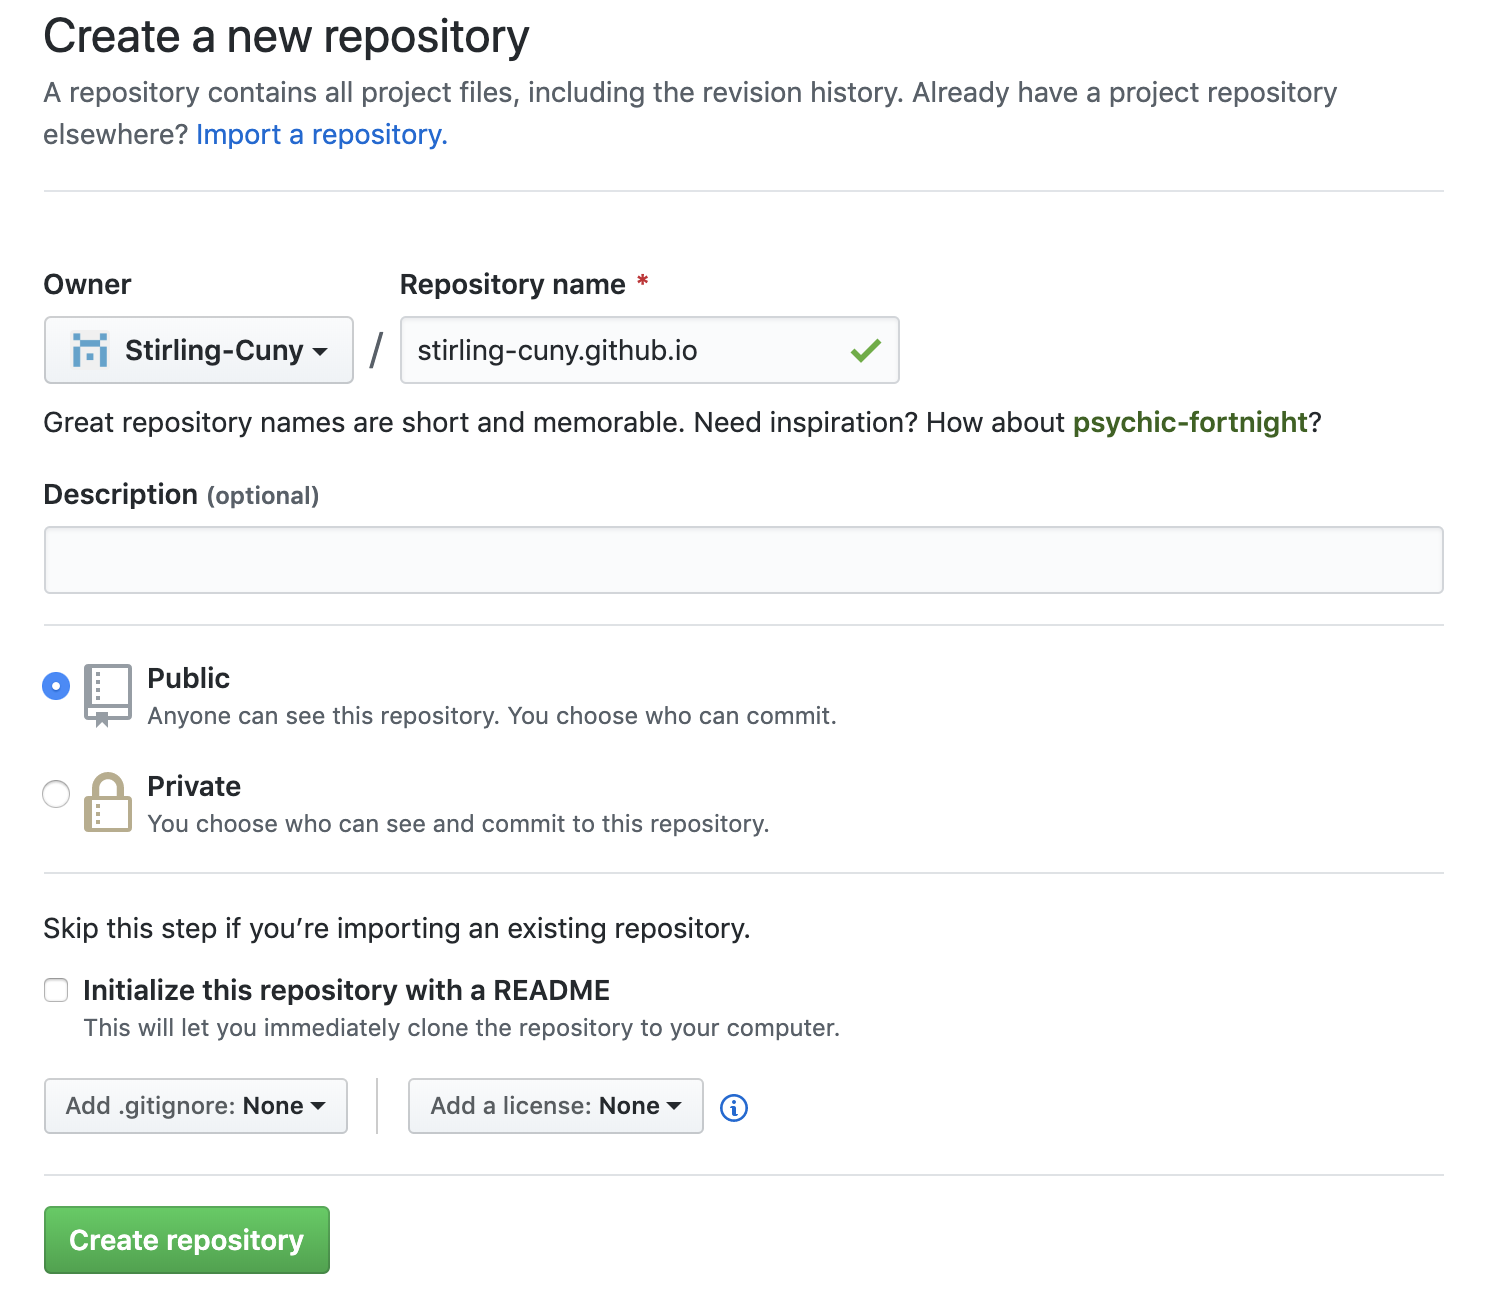 Create a new repository
A repository contains all project files, including the revision history. Already have a project repository
elsewhere? Import a repository.
Owner
Repository name *
Stirling-Cuny
/
stirling-cuny.github.io
Great repository names are short and memorable. Need inspiration? How about psychic-fortnight?
Description (optional)
Public
Anyone can see this repository. You choose who can commit.
Private
You choose who can see and commit to this repository.
Skip this step if you’re importing an existing repository.
Initialize this repository with a README
This will let you immediately clone the repository to your computer.
Add .gitignore: None
Add a license: None
Create repository